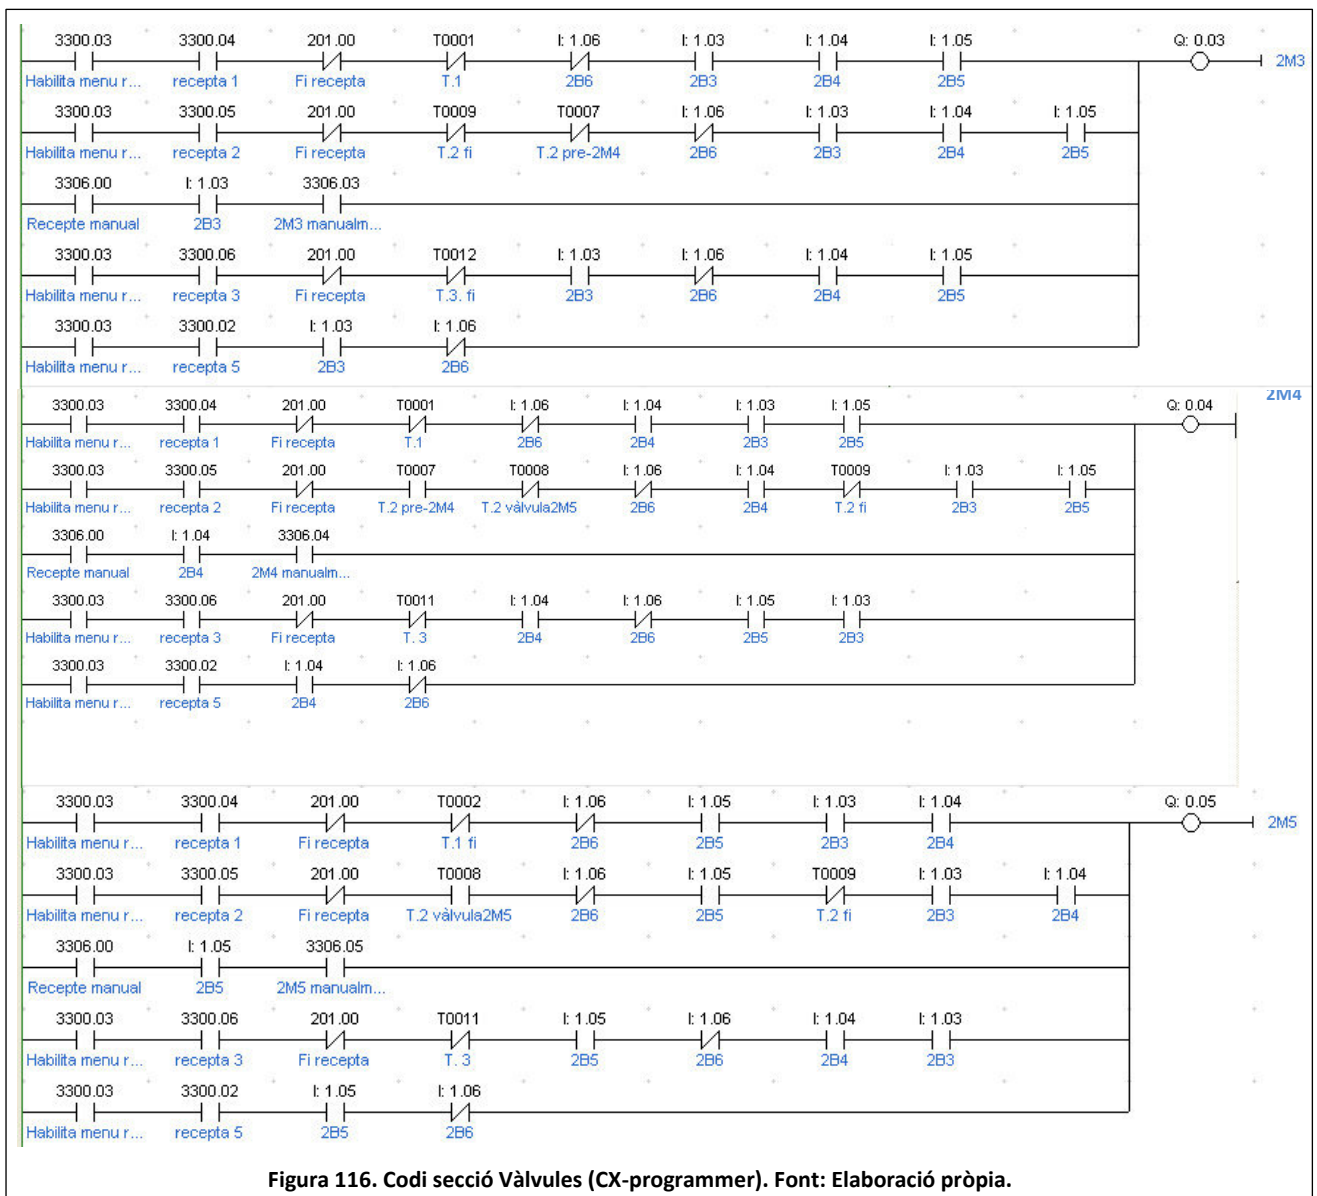 3300.03 3300.04 201.00 T0001 I: 1.06 I: 1.03 I: 1.04 I: 1.05 Q: 0.03
2M3
Habilita menu r... recepta 1 Fi recepta T.1 2B6 2B3 2B4 2B5
3300.03 3300.05 201.00 T0009 T0007 I: 1.06 I: 1.03 I: 1.04 I: 1.05
Habilita menu r... recepta 2 Fi recepta T.2 fi T.2 pre-2M4 2B6 2B3 2B4 2B5
3306.00 I: 1.03 3306.03
Recepte manual 2B3 2M3 manualm...
3300.03 3300.06 201.00 T0012 I: 1.03 I: 1.06 I: 1.04 I: 1.05
Habilita menu r... recepta 3 Fi recepta T.3. fi 2B3 2B6 2B4 2B5
3300.03 3300.02 I: 1.03 I: 1.06
Habilita menu r... recepta 5 2B3 2B6
2M4
3300.03 3300.04 201.00 T0001 I: 1.06 I: 1.04 I: 1.03 I: 1.05 Q: 0.04
Habilita menu r... recepta 1 Fi recepta T.1 2B6 2B4 2B3 2B5
3300.03 3300.05 201.00 T0007 T0008 I: 1.06 I: 1.04 T0009 I: 1.03 I: 1.05
Habilita menu r... recepta 2 Fi recepta T.2 pre-2M4 T.2 vàlvula2M5 2B6 2B4 T.2 fi 2B3 2B5
3306.00 I: 1.04 3306.04
Recepte manual 2B4 2M4 manualm...
3300.03 3300.06 201.00 T0011 I: 1.04 I: 1.06 I: 1.05 I: 1.03
Habilita menu r... recepta 3 Fi recepta T. 3 2B4 2B6 2B5 2B3
3300.03 3300.02 I: 1.04 I: 1.06
Habilita menu r... recepta 5 2B4 2B6
3300.03 3300.04 201.00 T0002 I: 1.06 I: 1.05 I: 1.03 I: 1.04 Q: 0.05
2M5
Habilita menu r... recepta 1 Fi recepta T.1 fi 2B6 2B5 2B3 2B4
3300.03 3300.05 201.00 T0008 I: 1.06 I: 1.05 T0009 I: 1.03 I: 1.04
Habilita menu r... recepta 2 Fi recepta T.2 vàlvula2M5 2B6 2B5 T.2 fi 2B3 2B4
3306.00 I: 1.05 3306.05
Recepte manual 2B5 2M5 manualm...
3300.03 3300.06 201.00 T0011 I: 1.05 I: 1.06 I: 1.04 I: 1.03
Habilita menu r... recepta 3 Fi recepta T. 3 2B5 2B6 2B4 2B3
3300.03 3300.02 I: 1.05 I: 1.06
Habilita menu r... recepta 5 2B5 2B6
Figura 116. Codi secció Vàlvules (CX-programmer). Font: Elaboració pròpia.